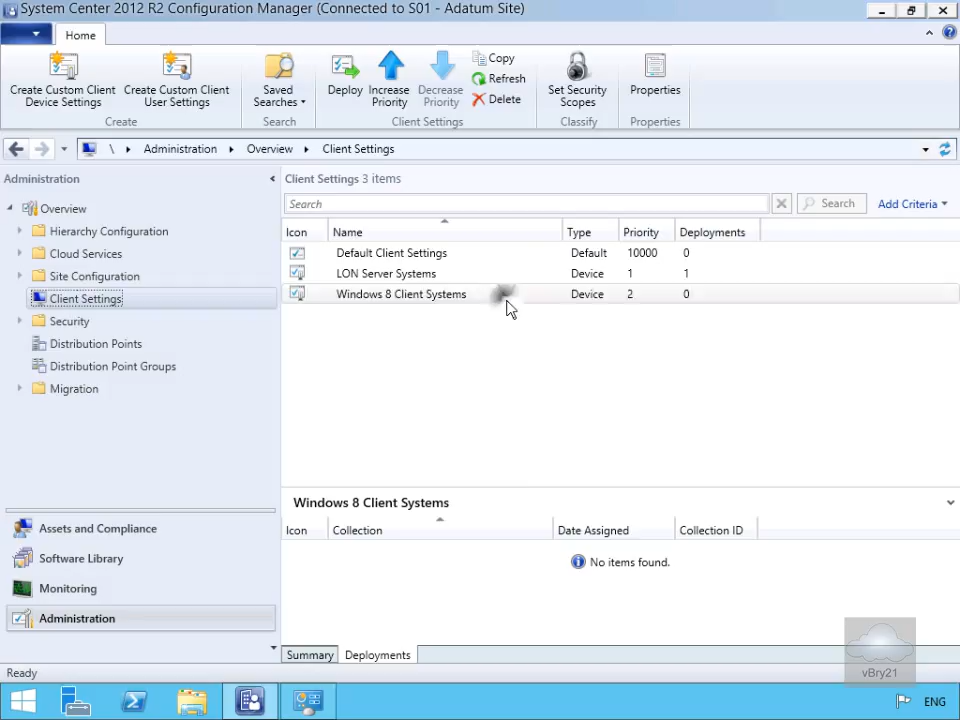 System Center 2012 R2 Configuration Manager (Connected to S01 - Adatum Site)
Home
Create Custom Client Device Settings
Create Custom Client User Settings
Saved Searches
Deploy
Increase Priority
Decrease Priority
Copy
Refresh
Delete
Set Security Scopes
Properties
Create
Search
Client Settings
Classify
Properties
\ Administration Overview Client Settings
Administration
Overview
Hierarchy Configuration
Cloud Services
Site Configuration
Client Settings
Security
Distribution Points
Distribution Point Groups
Migration
Assets and Compliance
Software Library
Monitoring
Administration
Client Settings 3 items
Search
Search
Add Criteria
Icon Name Type Priority Deployments
Default Client Settings Default 10000 0
LON Server Systems Device 1 1
Windows 8 Client Systems Device 2 0
Windows 8 Client Systems
Icon Collection Date Assigned Collection ID
No items found.
vBry21
Summary Deployments
Ready
ENG